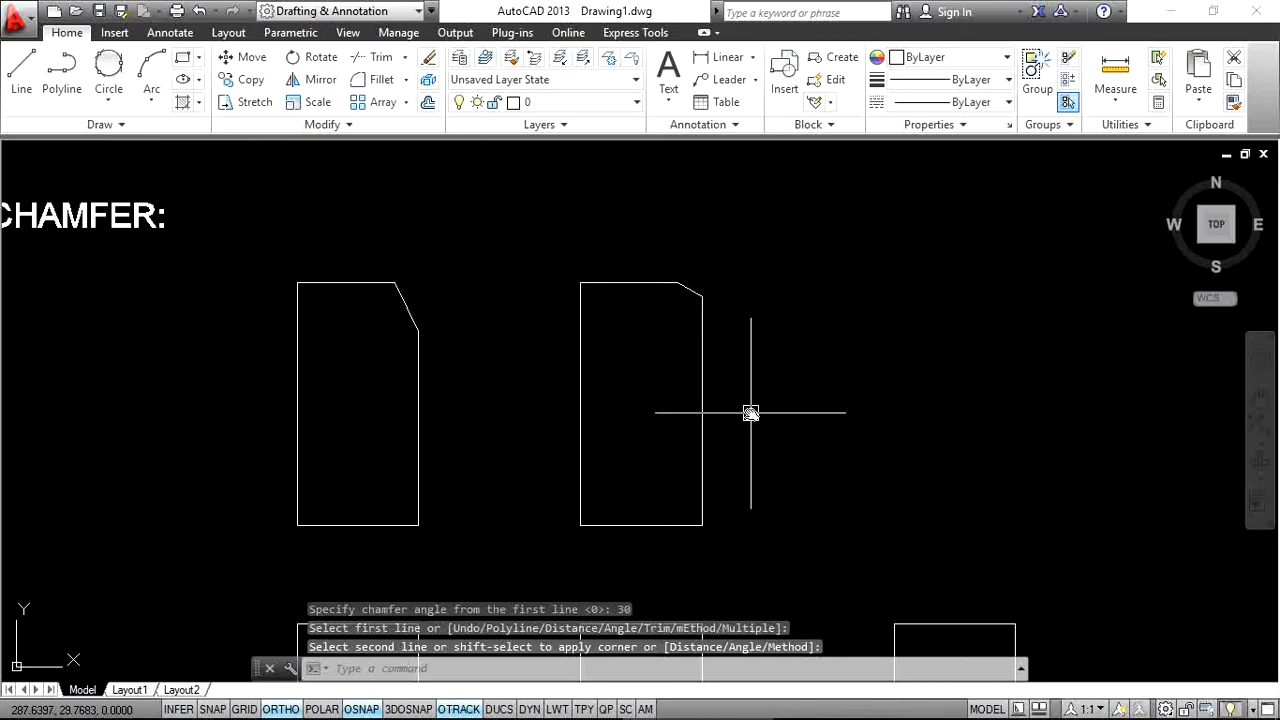 Drafting & Annotation
AutoCAD 2013 Drawing1.dwg
Type a keyword or phrase
Sign In
Home Insert Annotate Layout Parametric View Manage Output Plug-ins Online Express Tools
Line Polyline Circle Arc
Move Rotate Trim
Copy Mirror Fillet
Stretch Scale Array
Unsaved Layer State
0
Text
Linear
Leader
Table
Insert
Create
Edit
ByLayer
ByLayer
ByLayer
Group
Measure
Paste
Draw Modify Layers Annotation Block Properties Groups Utilities Clipboard
CHAMFER:
N
W TOP E
S
WCS
Specify chamfer angle from the first line <0>: 30
Select first line or [Undo/Polyline/Distance/Angle/Trim/mEthod/Multiple]:
Select second line or shift-select to apply corner or [Distance/Angle/Method]:
Type a command
Y
X
Model Layout1 Layout2
287.6439, 29.7683, 0.0000 INFER SNAP GRID ORTHO POLAR OSNAP 3DOSNAP OTRACK DUCS DYN LWT TPY QP SC AM MODEL 1:1